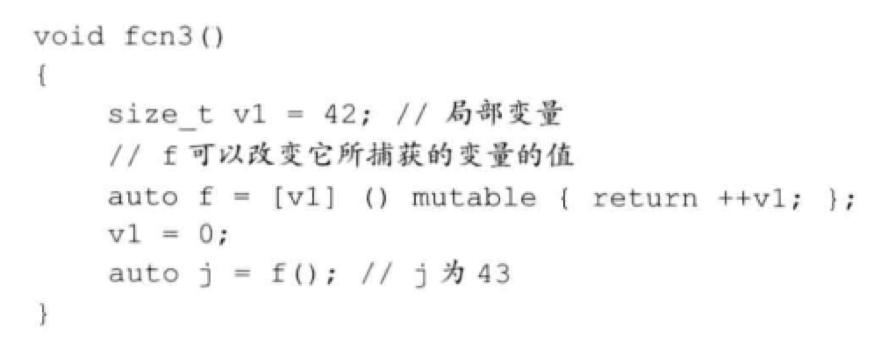 void fcn3()
{
    size_t v1 = 42; // 局部变量
    // f 可以改变它所捕获的变量的值
    auto f = [v1] () mutable { return ++v1; };
    v1 = 0;
    auto j = f(); // j 为 43
}